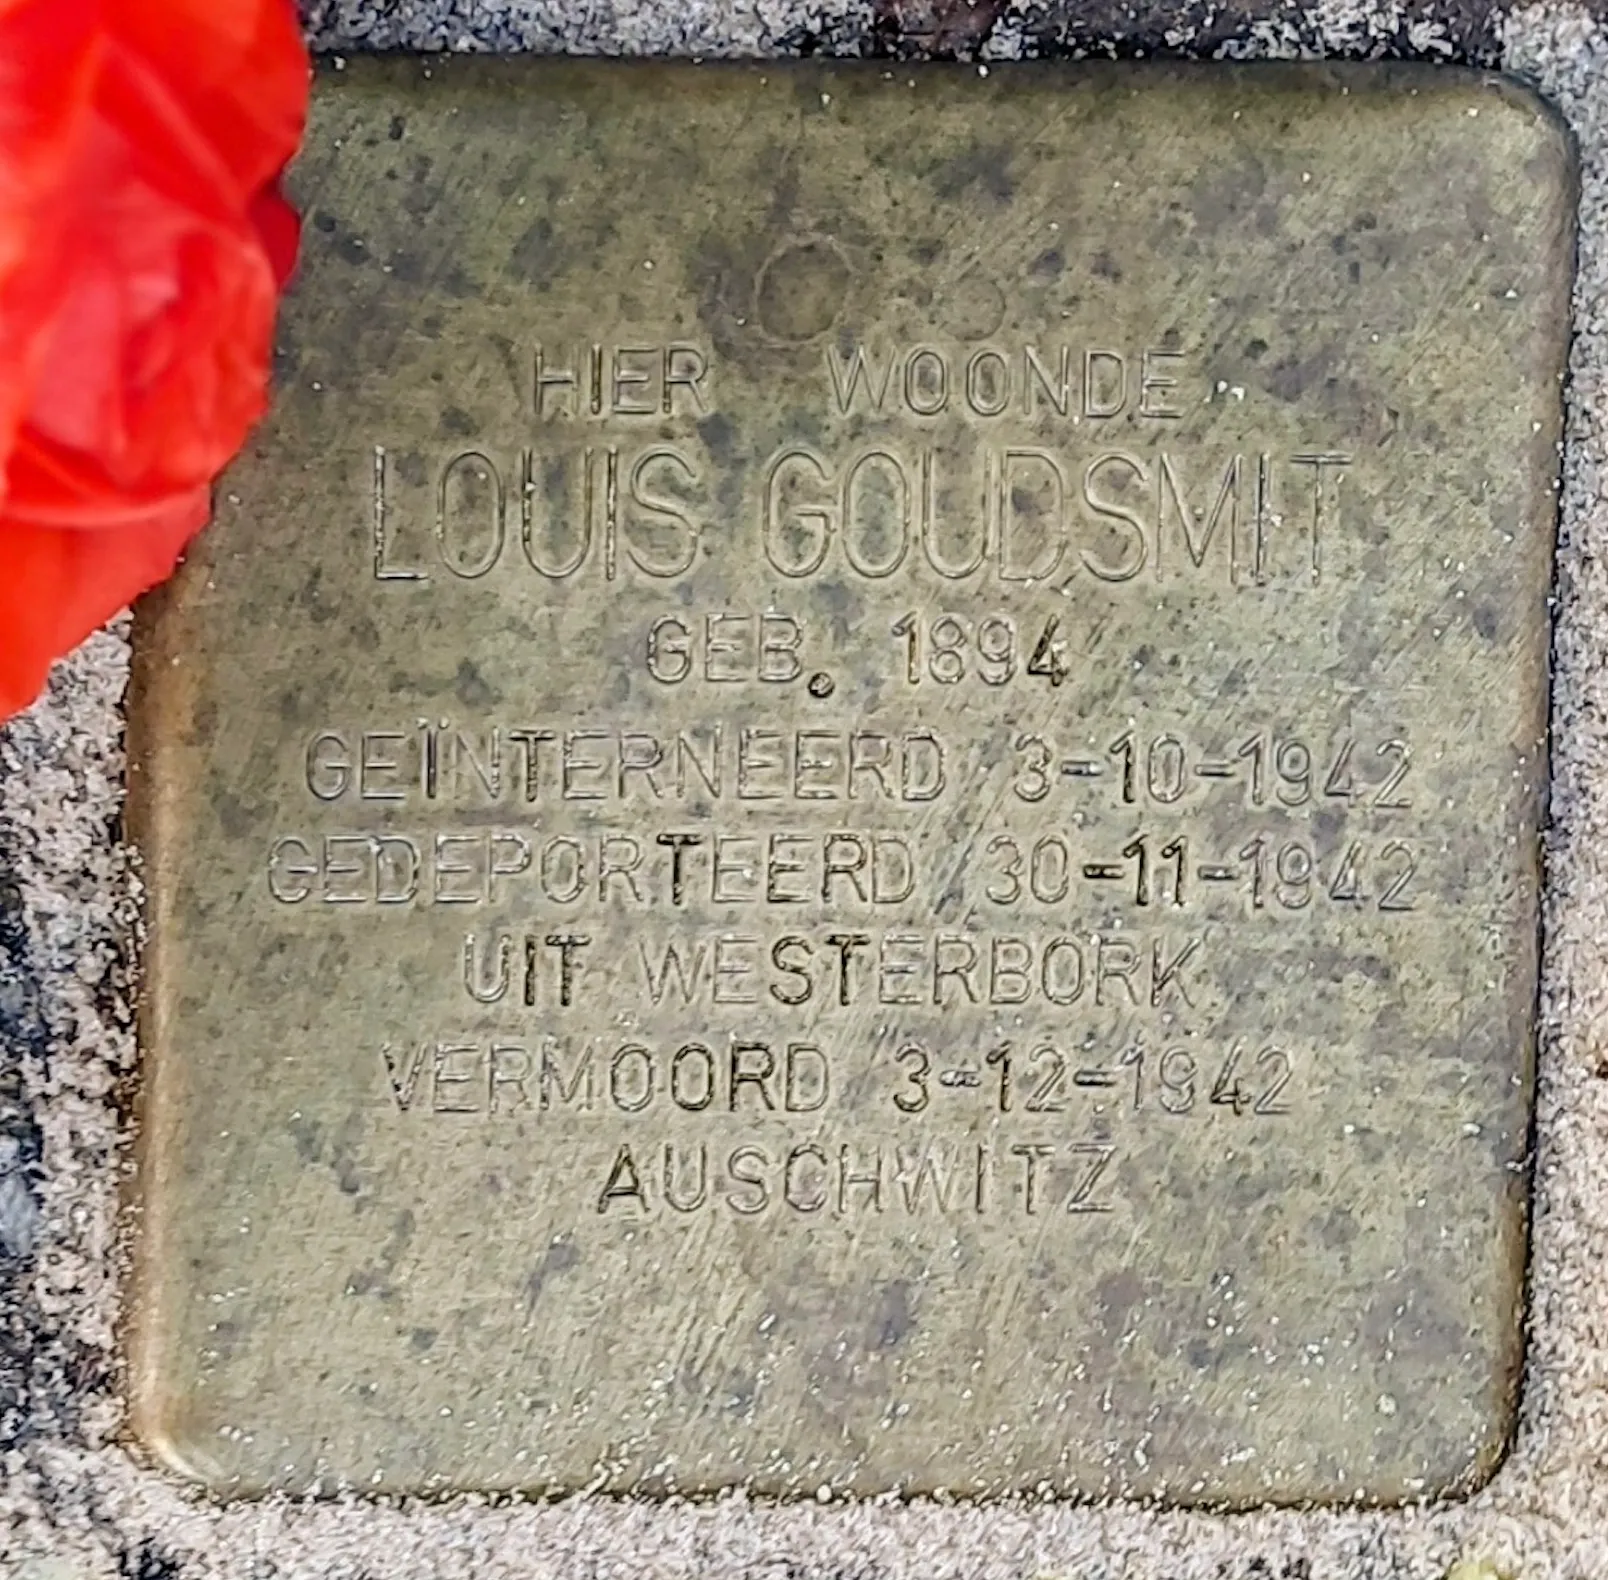 HIER WOONDE
LOUIS GOUDSMIT
GEB. 1894
GEÏNTERNEERD 3-10-1942
GEDEPORTEERD 30-11-1942
UIT WESTERBORK
VERMOORD 3-12-1942
AUSCHWITZ